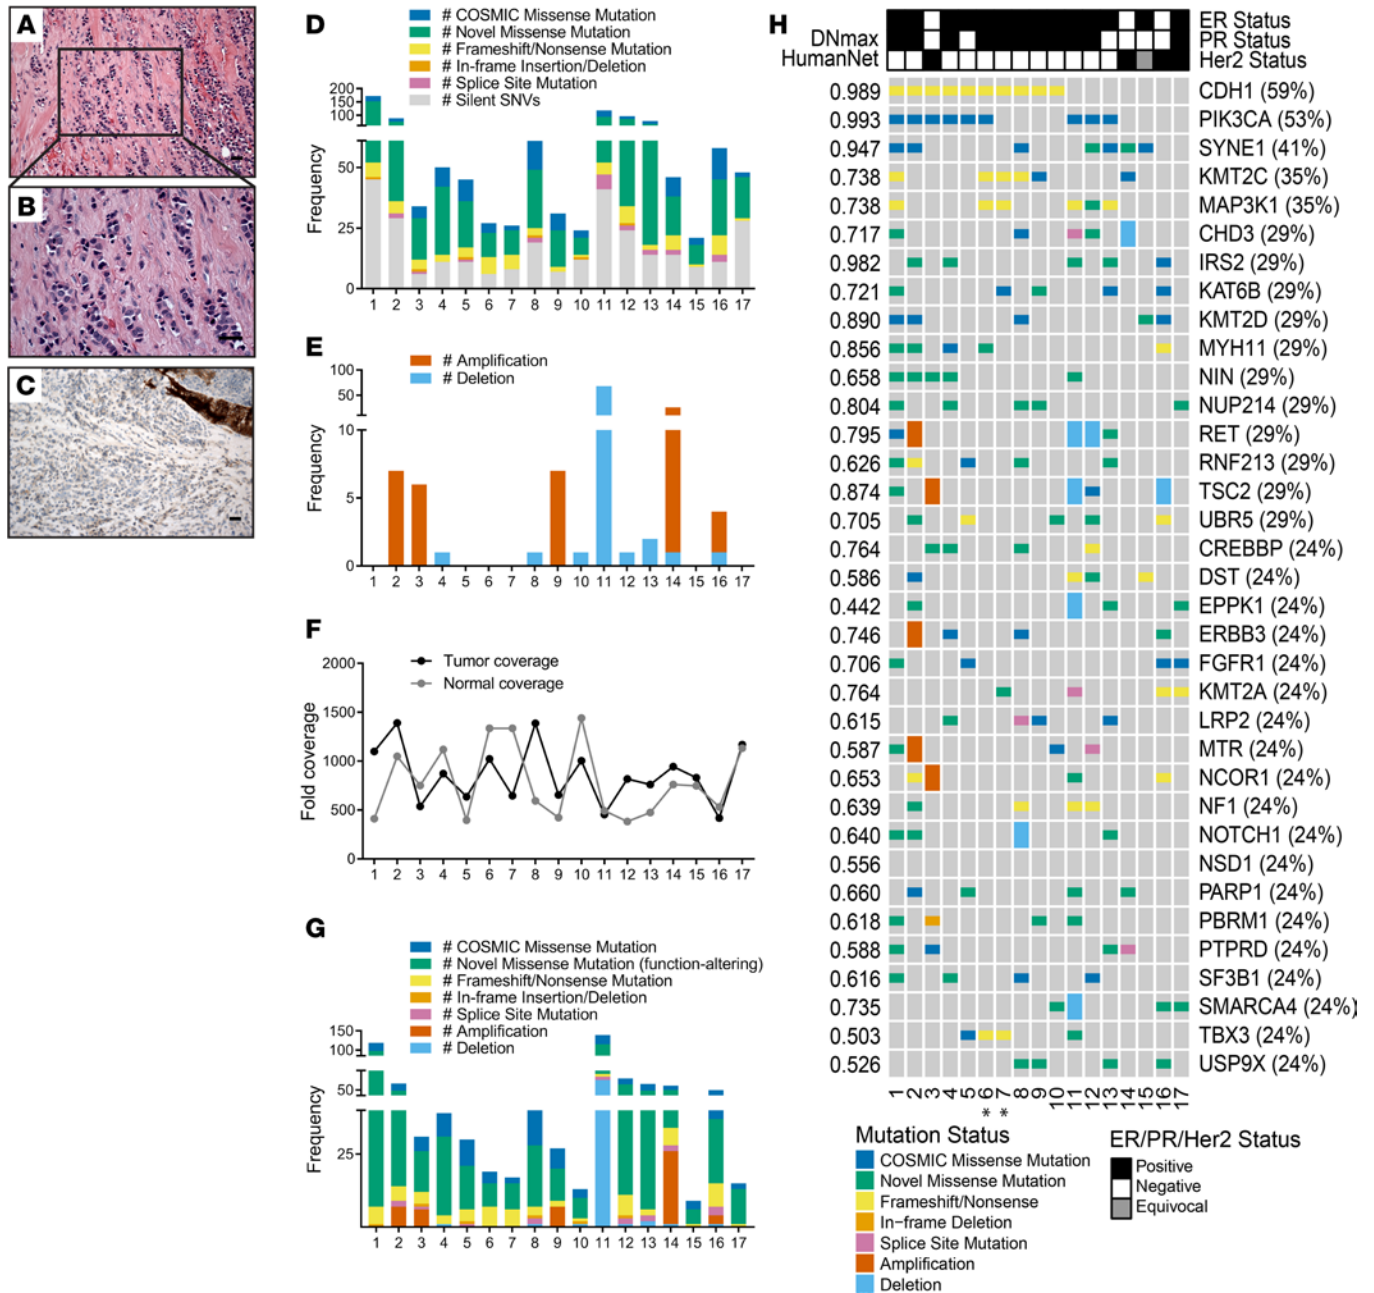 A
B
C
D
# COSMIC Missense Mutation
# Novel Missense Mutation
# Frameshift/Nonsense Mutation
# In-frame Insertion/Deletion
# Splice Site Mutation
# Silent SNVs
200
150
100
50
25
0
Frequency
1 2 3 4 5 6 7 8 9 10 11 12 13 14 15 16 17
E
# Amplification
# Deletion
100
50
10
5
0
Frequency
1 2 3 4 5 6 7 8 9 10 11 12 13 14 15 16 17
F
Tumor coverage
Normal coverage
2000
1500
1000
500
0
Fold coverage
1 2 3 4 5 6 7 8 9 10 11 12 13 14 15 16 17
G
# COSMIC Missense Mutation
# Novel Missense Mutation (function-altering)
# Frameshift/Nonsense Mutation
# In-frame Insertion/Deletion
# Splice Site Mutation
# Amplification
# Deletion
150
100
50
25
Frequency
1 2 3 4 5 6 7 8 9 10 11 12 13 14 15 16 17
H
ER Status
DNmax PR Status
HumanNet Her2 Status
0.989 CDH1 (59%)
0.993 PIK3CA (53%)
0.947 SYNE1 (41%)
0.738 KMT2C (35%)
0.738 MAP3K1 (35%)
0.717 CHD3 (29%)
0.982 IRS2 (29%)
0.721 KAT6B (29%)
0.890 KMT2D (29%)
0.856 MYH11 (29%)
0.658 NIN (29%)
0.804 NUP214 (29%)
0.795 RET (29%)
0.626 RNF213 (29%)
0.874 TSC2 (29%)
0.705 UBR5 (29%)
0.764 CREBBP (24%)
0.586 DST (24%)
0.442 EPPK1 (24%)
0.746 ERBB3 (24%)
0.706 FGFR1 (24%)
0.764 KMT2A (24%)
0.615 LRP2 (24%)
0.587 MTR (24%)
0.653 NCOR1 (24%)
0.639 NF1 (24%)
0.640 NOTCH1 (24%)
0.556 NSD1 (24%)
0.660 PARP1 (24%)
0.618 PBRM1 (24%)
0.588 PTPRD (24%)
0.616 SF3B1 (24%)
0.735 SMARCA4 (24%)
0.503 TBX3 (24%)
0.526 USP9X (24%)
1 2 3 4 5 6 7 8 9 10 11 12 13 14 15 16 17
* *
Mutation Status
COSMIC Missense Mutation
Novel Missense Mutation
Frameshift/Nonsense
In-frame Deletion
Splice Site Mutation
Amplification
Deletion
ER/PR/Her2 Status
Positive
Negative
Equivocal